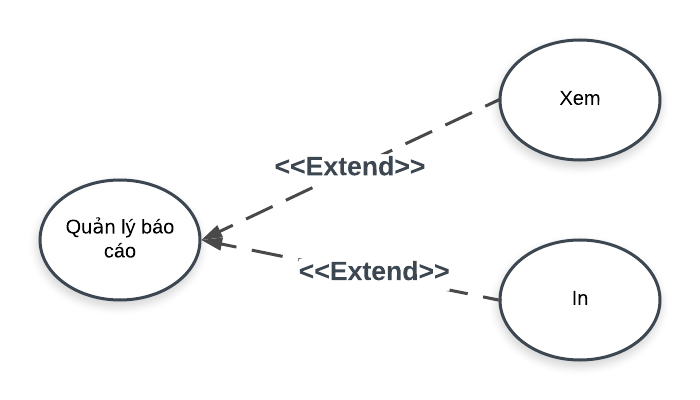 Xem
<<Extend>>
Quản lý báo
cáo
<<Extend>>
In